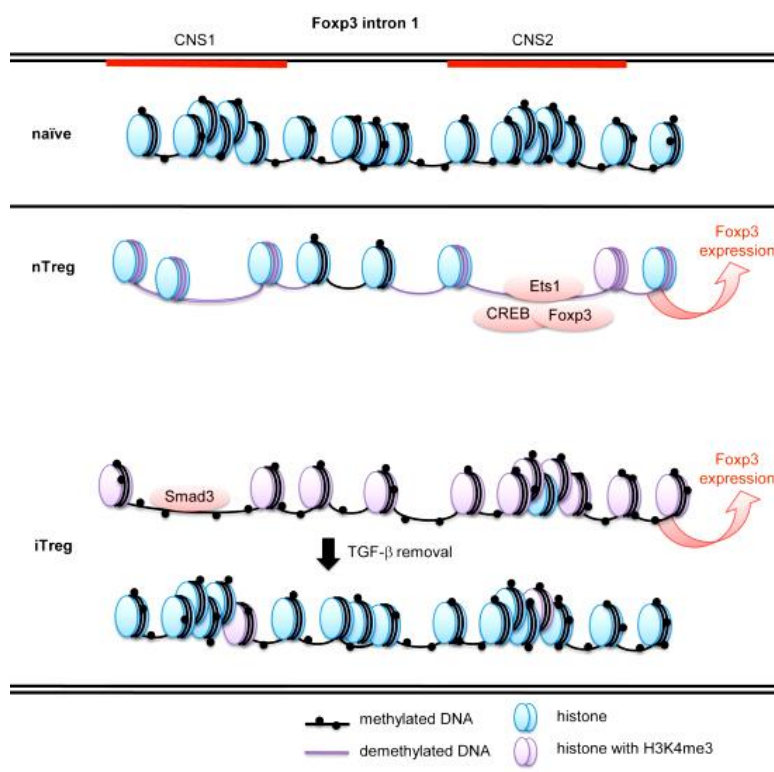 Foxp3 intron 1
CNS1
CNS2
naïve
nTreg
Foxp3
expression
Ets1
CREB
Foxp3
Smad3
Foxp3
expression
iTreg
TGF-β removal
methylated DNA
histone
demethylated DNA
histone with H3K4me3